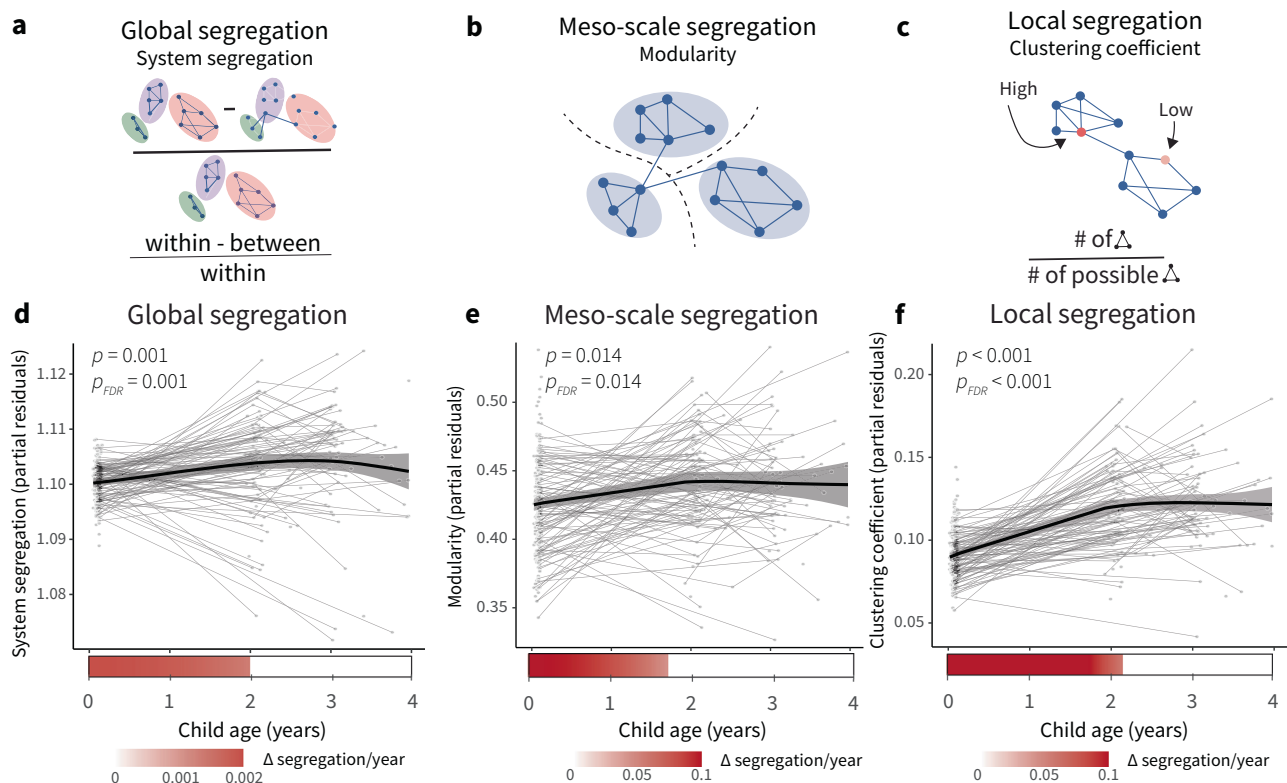 a
Global segregation
System segregation
within - between
within
b
Meso-scale segregation
Modularity
c
Local segregation
Clustering coefficient
High
Low
# of
# of possible
d
Global segregation
p = 0.001
pFDR = 0.001
System segregation (partial residuals)
1.12
1.11
1.10
1.09
1.08
0 1 2 3 4
Child age (years)
Δ segregation/year
0 0.001 0.002
e
Meso-scale segregation
p = 0.014
pFDR = 0.014
Modularity (partial residuals)
0.50
0.45
0.40
0.35
0 1 2 3 4
Child age (years)
Δ segregation/year
0 0.05 0.1
f
Local segregation
p < 0.001
pFDR < 0.001
Clustering coefficient (partial residuals)
0.20
0.15
0.10
0.05
0 1 2 3 4
Child age (years)
Δ segregation/year
0 0.05 0.1